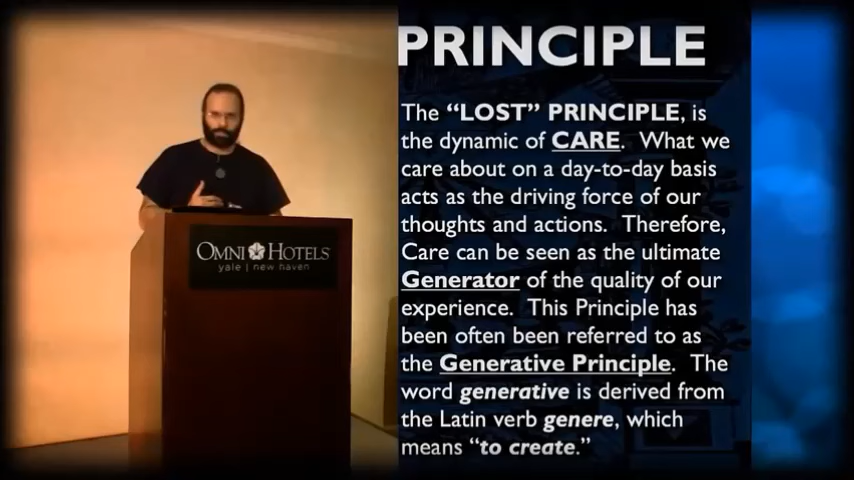 PRINCIPLE
The “LOST” PRINCIPLE, is
the dynamic of CARE. What we
care about on a day-to-day basis
acts as the driving force of our
thoughts and actions. Therefore,
Care can be seen as the ultimate
Generator of the quality of our
experience. This Principle has
been often been referred to as
the Generative Principle. The
word generative is derived from
the Latin verb genere, which
means “to create.”
OMNI HOTELS
yale | new haven